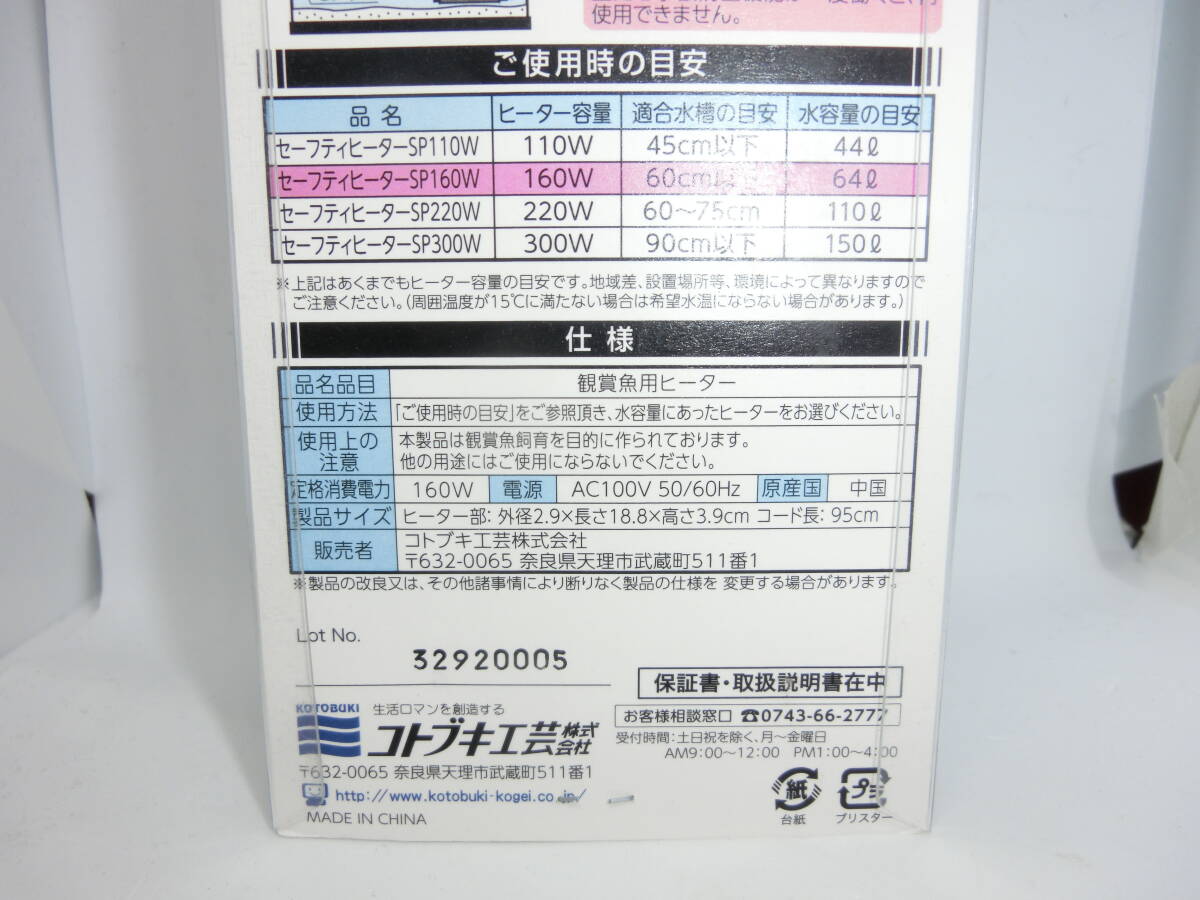 使用できません。
ご使用時の目安
品名 ヒーター容量 適合水槽の目安 水容量の目安
セーフティヒーターSP110W 110W 45cm以下 44ℓ
セーフティヒーターSP160W 160W 60cm以下 64ℓ
セーフティヒーターSP220W 220W 60〜75cm 110ℓ
セーフティヒーターSP300W 300W 90cm以下 150ℓ
※上記はあくまでもヒーター容量の目安です。地域差、設置場所等、環境によって異なりますので
ご注意ください。(周囲温度が15℃に満たない場合は希望水温にならない場合があります。)
仕様
品名品目 観賞魚用ヒーター
使用方法 「ご使用時の目安」をご参照頂き、水容量にあったヒーターをお選びください。
使用上の注意 本製品は観賞魚飼育を目的に作られております。
他の用途にはご使用にならないでください。
定格消費電力 160W 電源 AC100V 50/60Hz 原産国 中国
製品サイズ ヒーター部: 外径2.9×長さ18.8×高さ3.9cm コード長: 95cm
販売者 コトブキ工芸株式会社
〒632-0065 奈良県天理市武蔵町511番1
※製品の改良又は、その他諸事情により断りなく製品の仕様を 変更する場合があります。
Lot No.
32920005
保証書・取扱説明書在中
KOTOBUKI 生活ロマンを創造する
コトブキ工芸株式会社
お客様相談窓口 ☎0743-66-2777
受付時間:土日祝を除く、月〜金曜日
AM9:00〜12:00 PM1:00〜4:00
〒632-0065 奈良県天理市武蔵町511番1
http://www.kotobuki-kogei.co.jp/
MADE IN CHINA
紙
台紙
プラ
ブリスター